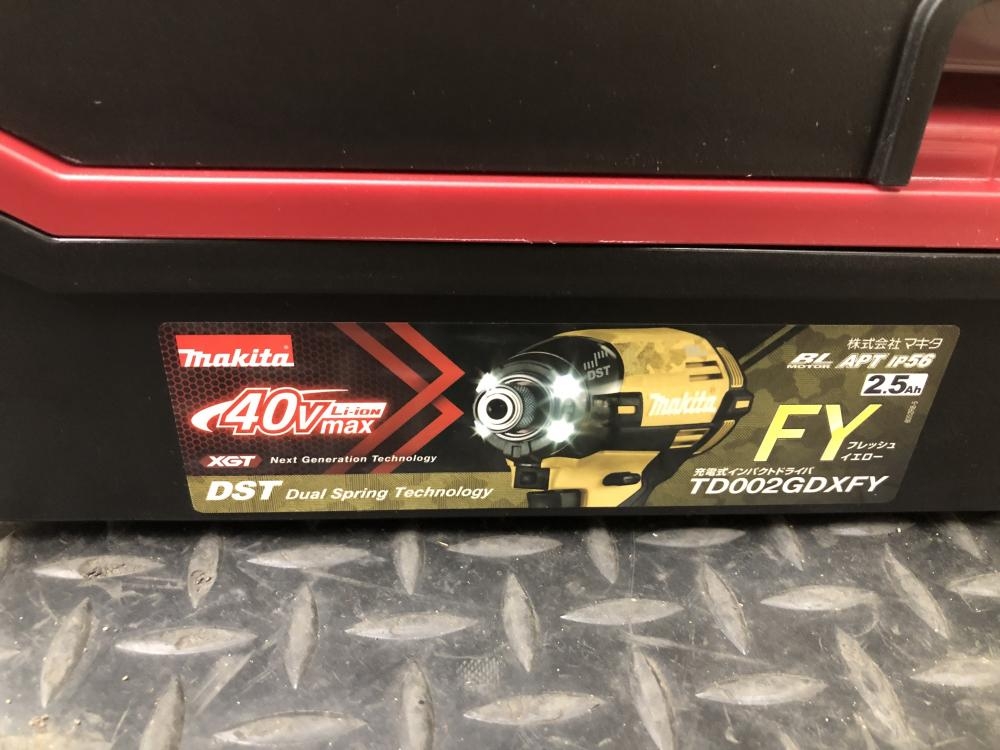 makita
40Vmax Li-ion
XGT Next Generation Technology
DST Dual Spring Technology
DST
makita
株式会社マキタ
BL MOTOR APT IP56
2.5Ah
FY
フレッシュ
イエロー
充電式インパクトドライバ
TD002GDXFY